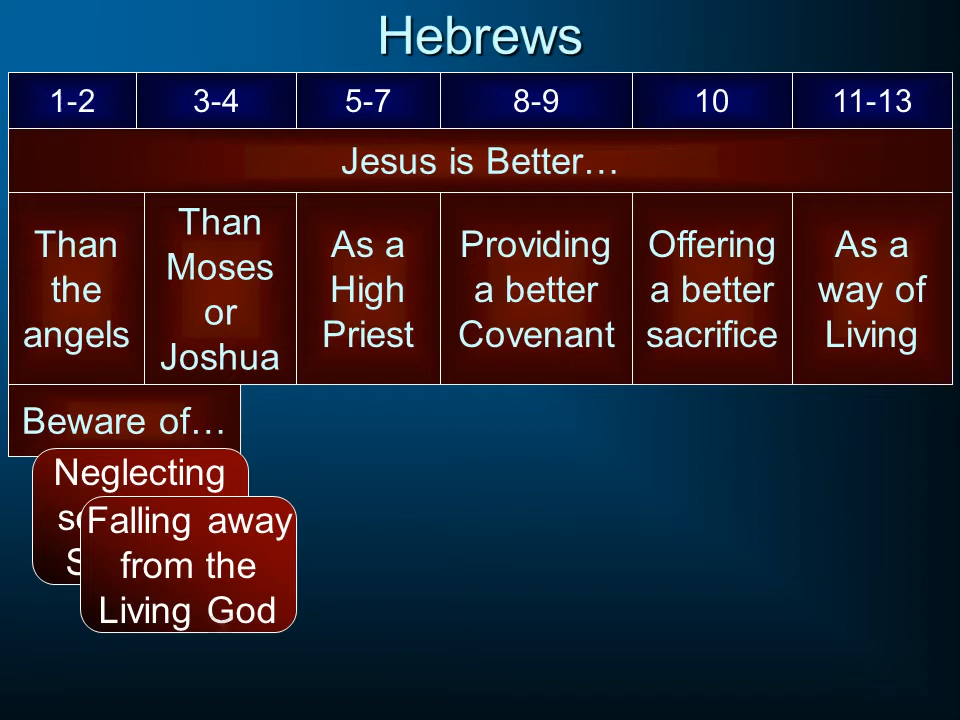 Hebrews
1-2 3-4 5-7 8-9 10 11-13
Jesus is Better…
Than
the
angels
Than
Moses
or
Joshua
As a
High
Priest
Providing
a better
Covenant
Offering
a better
sacrifice
As a
way of
Living
Beware of…
Neglecting
Falling away
from the
Living God